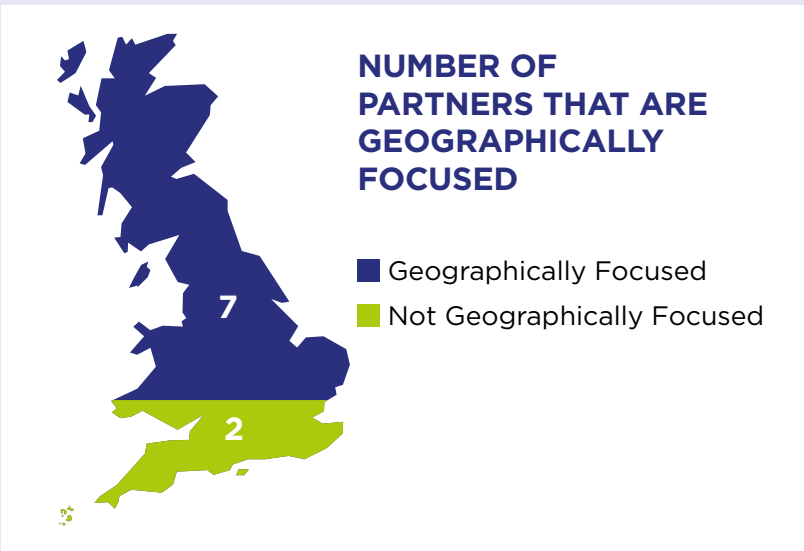 NUMBER OF
PARTNERS THAT ARE
GEOGRAPHICALLY
FOCUSED
Geographically Focused
Not Geographically Focused
7
2